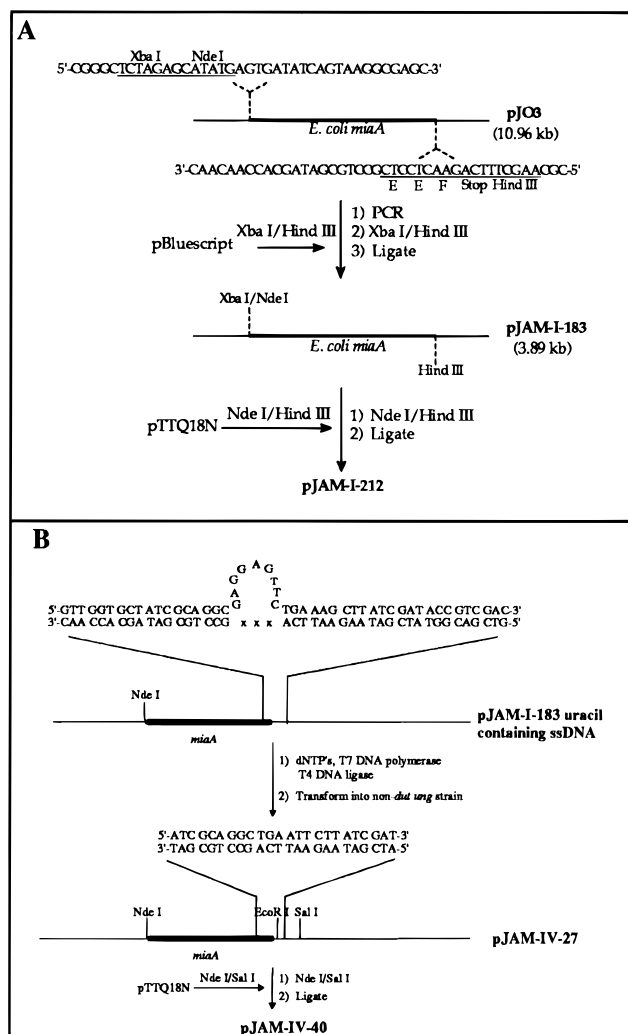 A
Xba I Nde I
5'-CGGGCTCTAGAGCATATGAGTGATATCAGTAAGGCGAGC-3'
pJO3
(10.96 kb)
E. coli miaA
3'-CAACAACCACGATAGCGTCCGCTCCTCAAGACTTTCGAACGC-5'
E E F Stop Hind III
1) PCR
2) Xba I/Hind III
3) Ligate
pBluescript
Xba I/Hind III
Xba I/Nde I
pJAM-I-183
(3.89 kb)
E. coli miaA
Hind III
pTTQ18N
Nde I/Hind III
1) Nde I/Hind III
2) Ligate
pJAM-I-212
B
G A G G A G T T C
5'-GTT GGT GCT ATC GCA GGC TGA AAG CTT ATC GAT ACC GTC GAC-3'
3'-CAA CCA CGA TAG CGT CCG x x x ACT TAA GAA TAG CTA TGG CAG CTG-5'
Nde I
miaA
pJAM-I-183 uracil
containing ssDNA
1) dNTP's, T7 DNA polymerase
T4 DNA ligase
2) Transform into non-dut ung strain
5'-ATC GCA GGC TGA ATT CTT ATC GAT-3'
3'-TAG CGT CCG ACT TAA GAA TAG CTA-5'
Nde I
EcoR I
Sal I
miaA
pJAM-IV-27
pTTQ18N
Nde I/Sal I
1) Nde I/Sal I
2) Ligate
pJAM-IV-40